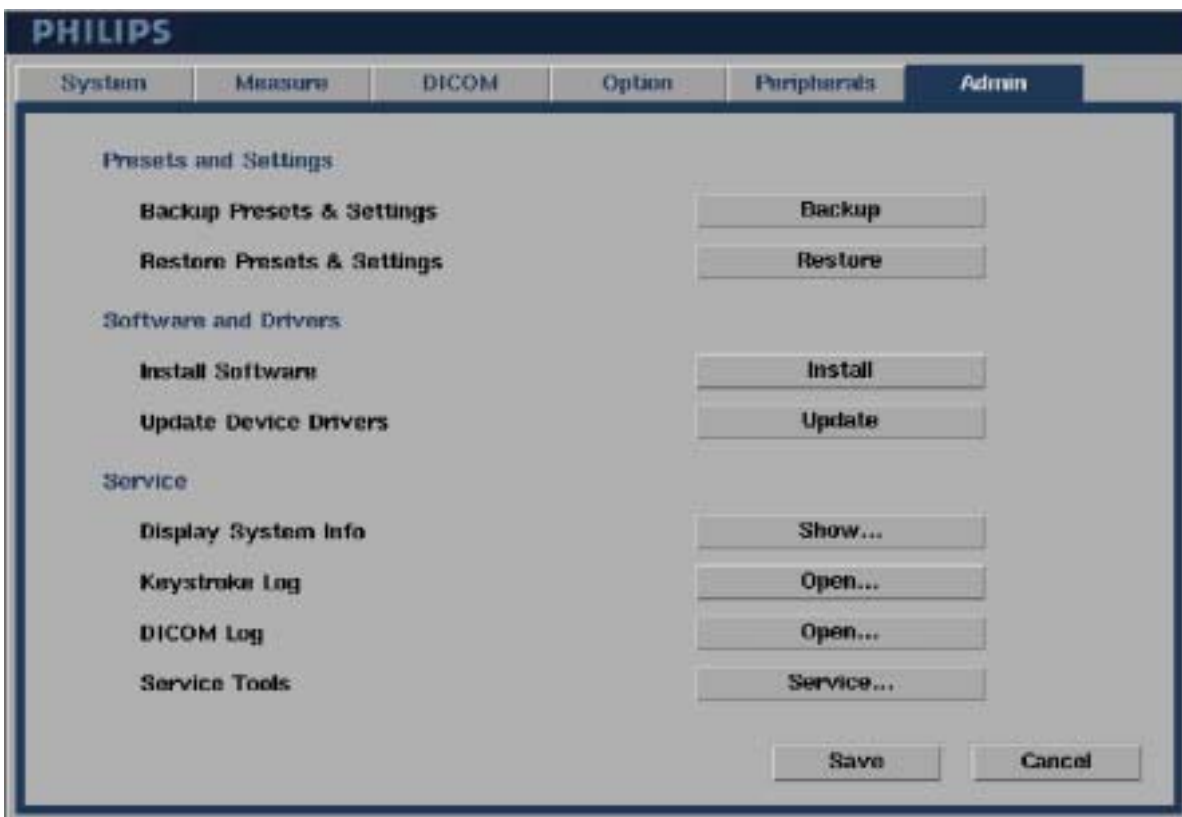 PHILIPS
System Measure DICOM Option Peripherals Admin
Presets and Settings
Backup Presets & Settings Backup
Restore Presets & Settings Restore
Software and Drivers
Install Software Install
Update Device Drivers Update
Service
Display System Info Show...
Keystroke Log Open...
DICOM Log Open...
Service Tools Service...
Save Cancel